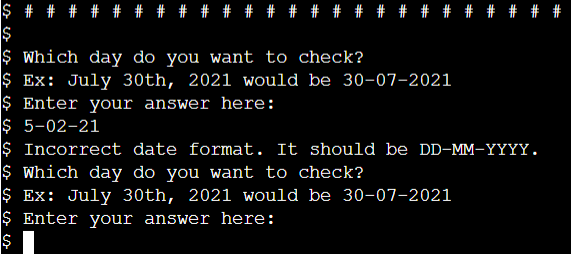 $ # # # # # # # # # # # # # # # # # # # # # #
$
$ Which day do you want to check?
$ Ex: July 30th, 2021 would be 30-07-2021
$ Enter your answer here:
$ 5-02-21
$ Incorrect date format. It should be DD-MM-YYYY.
$ Which day do you want to check?
$ Ex: July 30th, 2021 would be 30-07-2021
$ Enter your answer here:
$